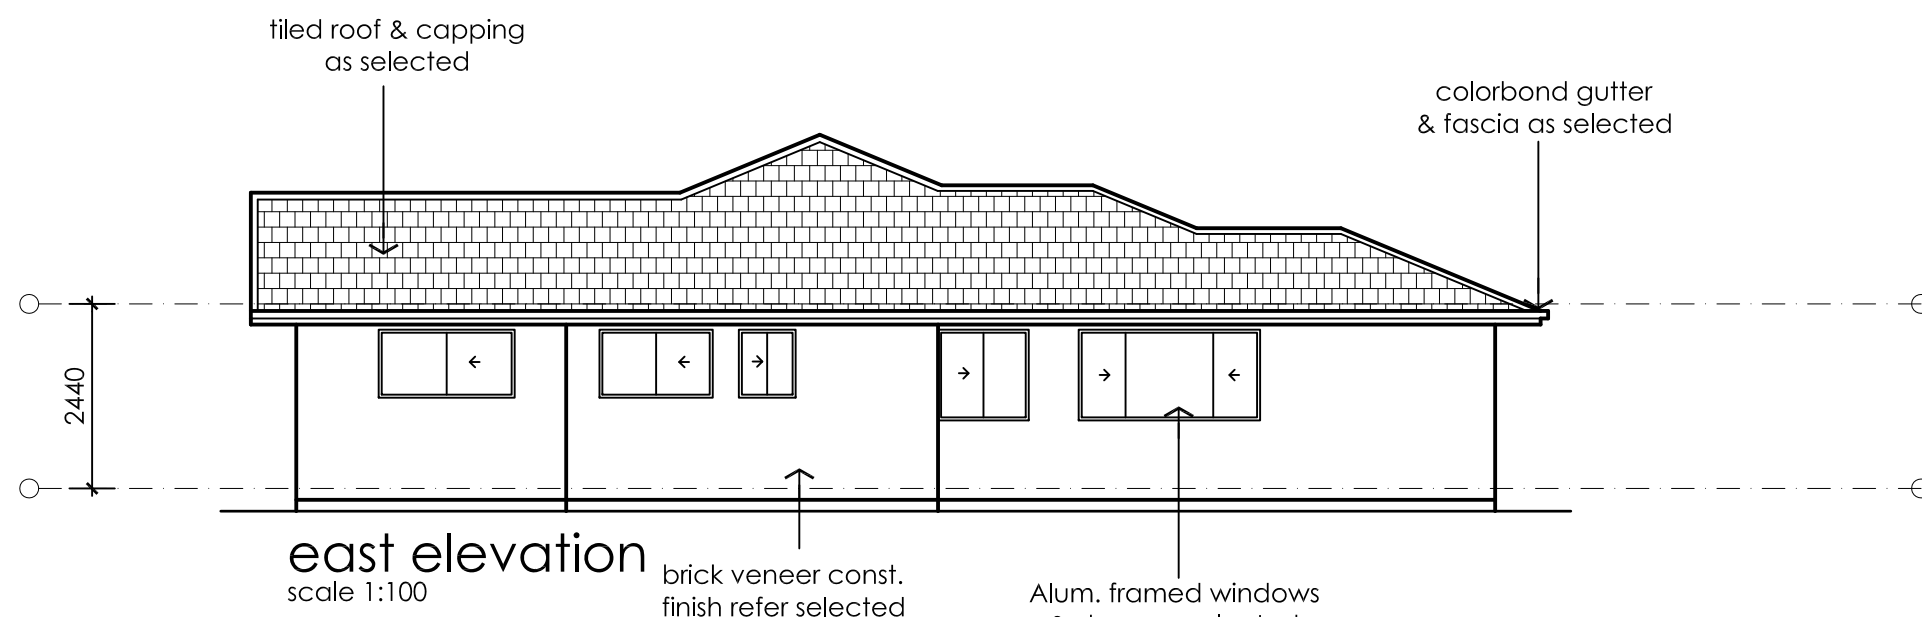 tiled roof & capping
as selected
colorbond gutter
& fascia as selected
2440
east elevation
scale 1:100
brick veneer const.
finish refer selected
Alum. framed windows